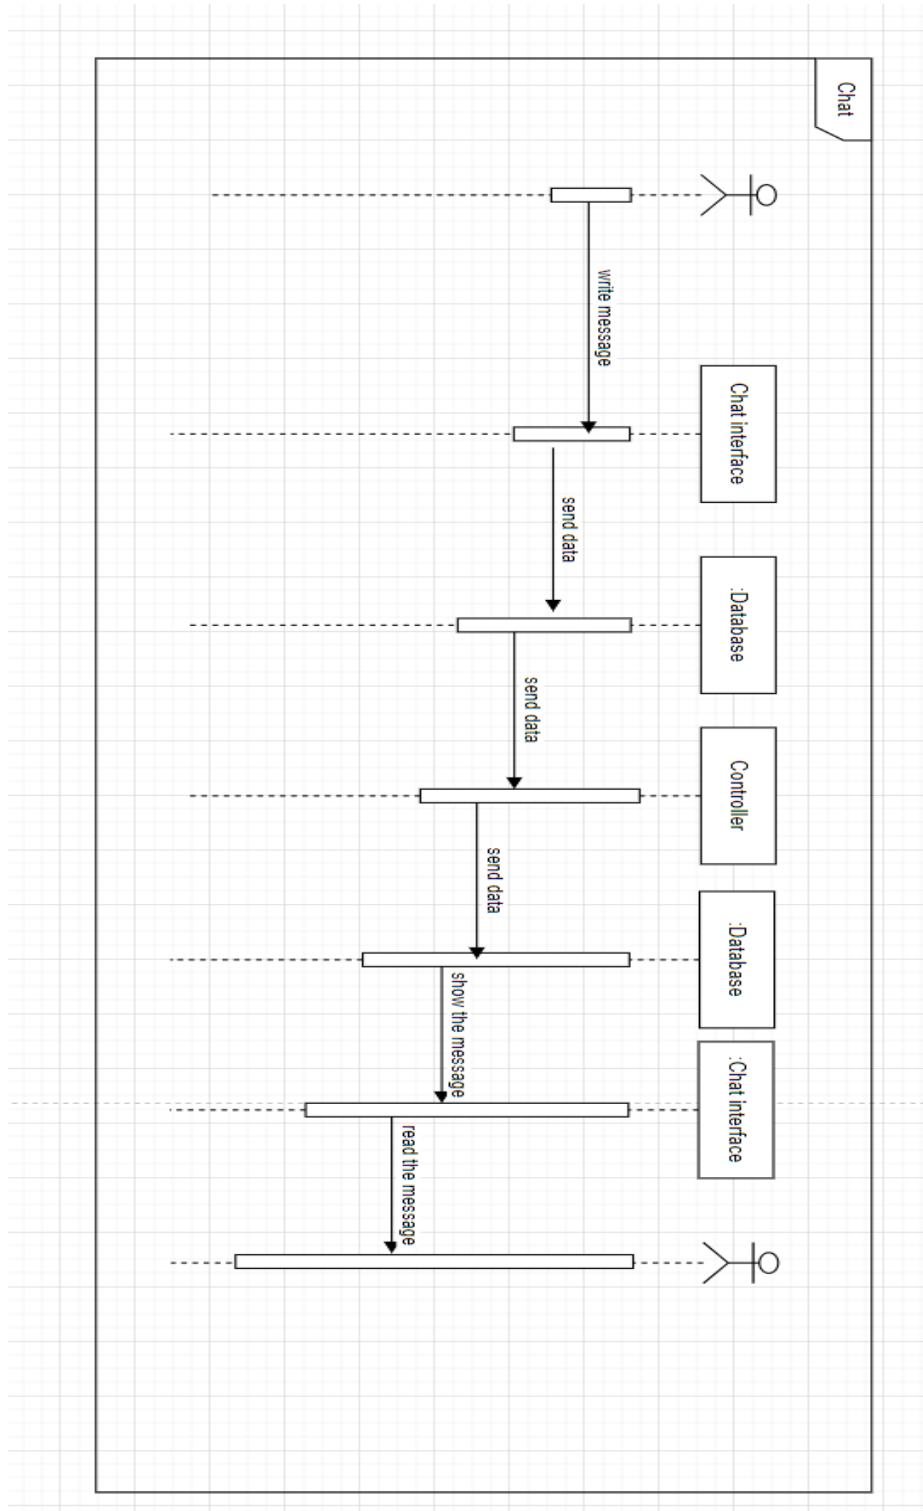 Chat
Chat interface
:Database
Controller
:Database
:Chat interface
write message
send data
send data
send data
show the message
read the message